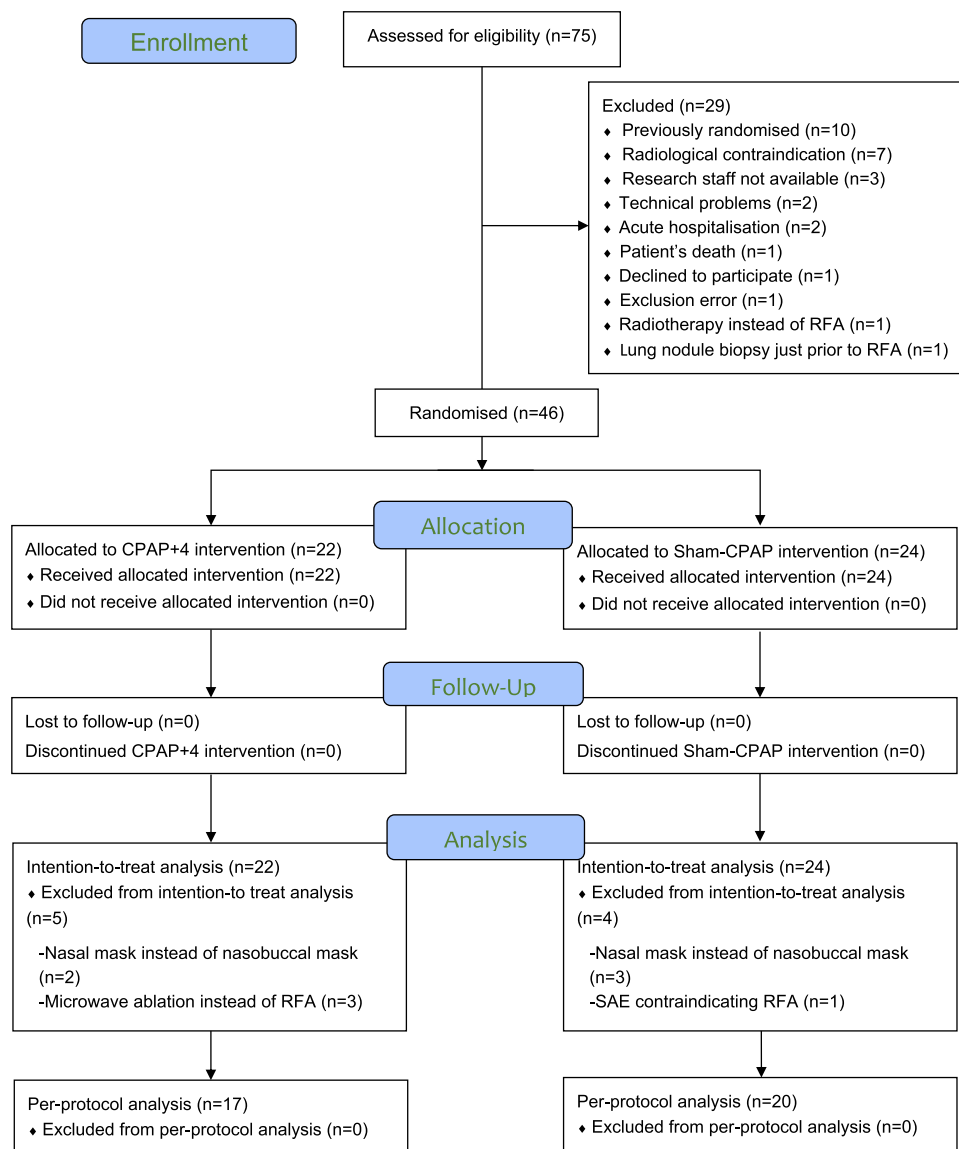 Enrollment
Assessed for eligibility (n=75)
Excluded (n=29)
♦ Previously randomised (n=10)
♦ Radiological contraindication (n=7)
♦ Research staff not available (n=3)
♦ Technical problems (n=2)
♦ Acute hospitalisation (n=2)
♦ Patient's death (n=1)
♦ Declined to participate (n=1)
♦ Exclusion error (n=1)
♦ Radiotherapy instead of RFA (n=1)
♦ Lung nodule biopsy just prior to RFA (n=1)
Randomised (n=46)
Allocation
Allocated to CPAP+4 intervention (n=22)
♦ Received allocated intervention (n=22)
♦ Did not receive allocated intervention (n=0)
Allocated to Sham-CPAP intervention (n=24)
♦ Received allocated intervention (n=24)
♦ Did not receive allocated intervention (n=0)
Follow-Up
Lost to follow-up (n=0)
Discontinued CPAP+4 intervention (n=0)
Lost to follow-up (n=0)
Discontinued Sham-CPAP intervention (n=0)
Analysis
Intention-to-treat analysis (n=22)
♦ Excluded from intention-to treat analysis
(n=5)
-Nasal mask instead of nasobuccal mask
(n=2)
-Microwave ablation instead of RFA (n=3)
Intention-to-treat analysis (n=24)
♦ Excluded from intention-to-treat analysis
(n=4)
-Nasal mask instead of nasobuccal mask
(n=3)
-SAE contraindicating RFA (n=1)
Per-protocol analysis (n=17)
♦ Excluded from per-protocol analysis (n=0)
Per-protocol analysis (n=20)
♦ Excluded from per-protocol analysis (n=0)